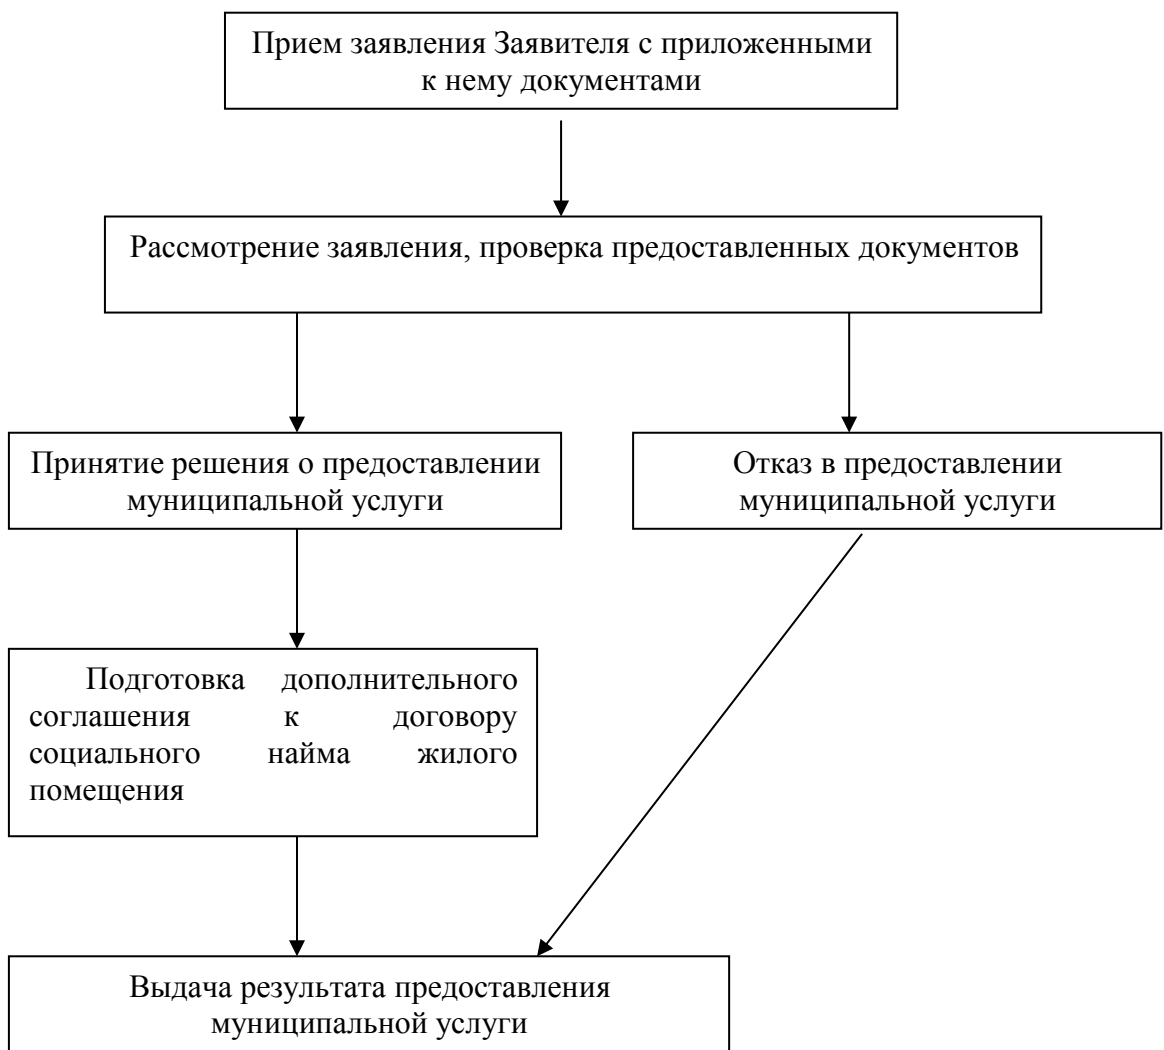 Прием заявления Заявителя с приложенными
к нему документами
Рассмотрение заявления, проверка предоставленных документов
Принятие решения о предоставлении
муниципальной услуги
Отказ в предоставлении
муниципальной услуги
Подготовка дополнительного
соглашения к договору
социального найма жилого
помещения
Выдача результата предоставления
муниципальной услуги